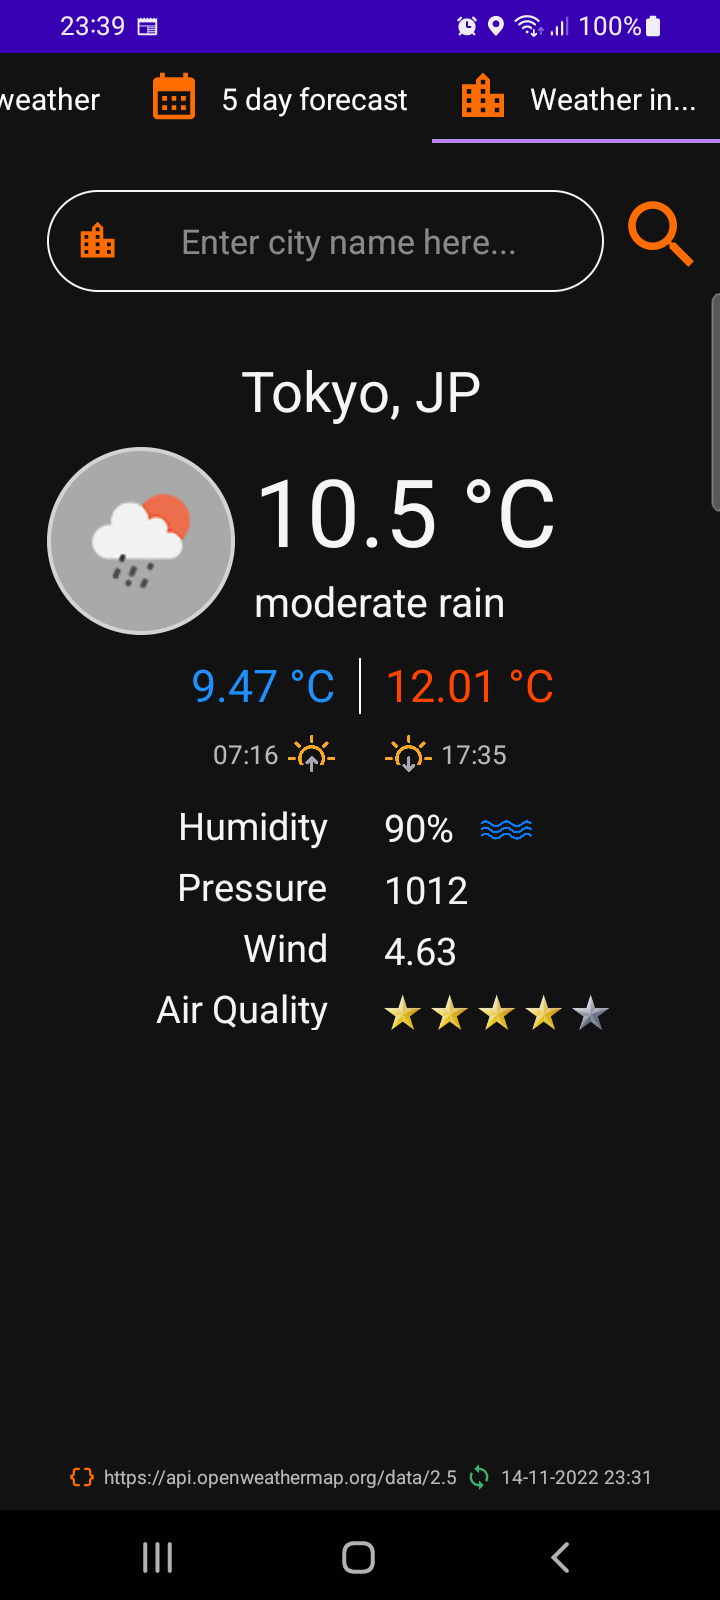 23:39 100%
weather 5 day forecast Weather in...
Enter city name here...
Tokyo, JP
10.5 °C
moderate rain
9.47 °C 12.01 °C
07:16 17:35
Humidity 90%
Pressure 1012
Wind 4.63
Air Quality
https://api.openweathermap.org/data/2.5 14-11-2022 23:31